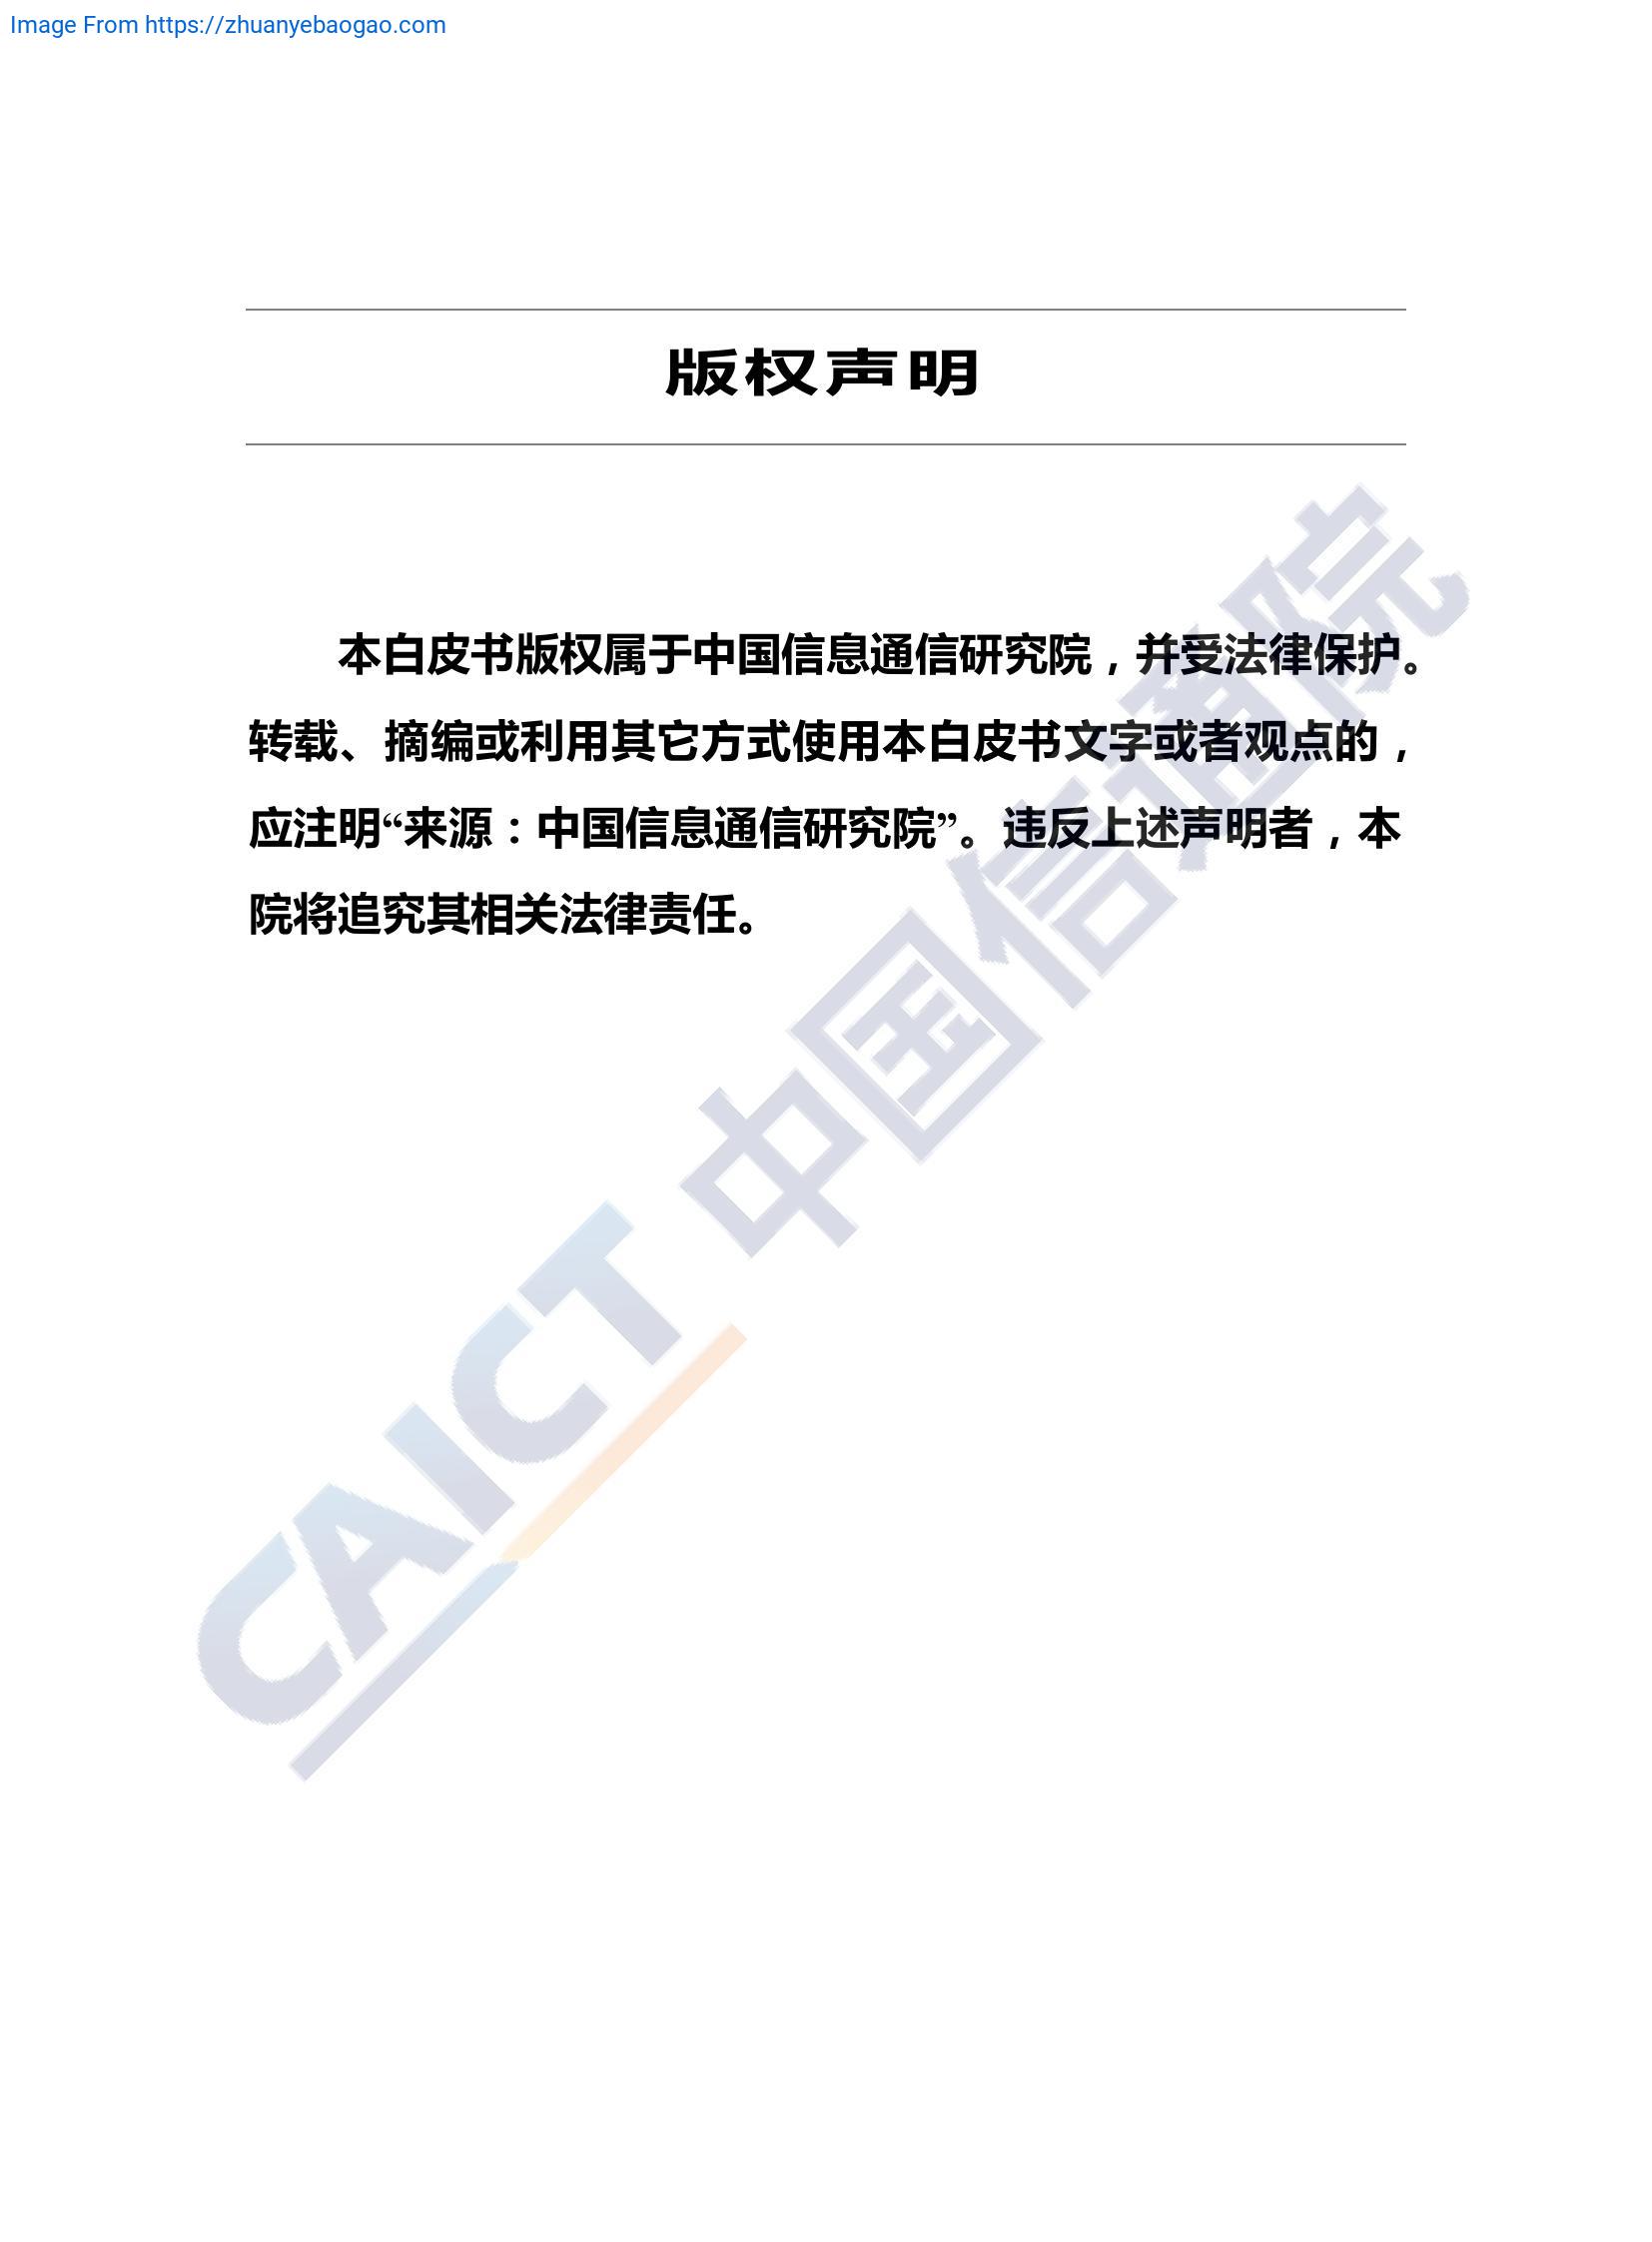 Image From https://zhuanyebaogao.com
版权声明
本白皮书版权属于中国信息通信研究院，并受法律保护。
转载、摘编或利用其它方式使用本白皮书文字或者观点的，
应注明“来源：中国信息通信研究院”。违反上述声明者，本
院将追究其相关法律责任。
CAICT 中国信通院